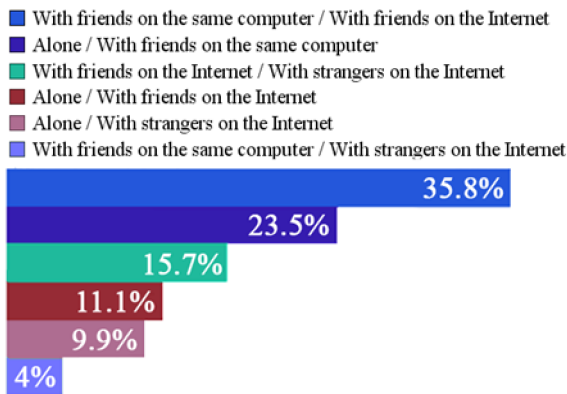 With friends on the same computer / With friends on the Internet
Alone / With friends on the same computer
With friends on the Internet / With strangers on the Internet
Alone / With friends on the Internet
Alone / With strangers on the Internet
With friends on the same computer / With strangers on the Internet
35.8%
23.5%
15.7%
11.1%
9.9%
4%